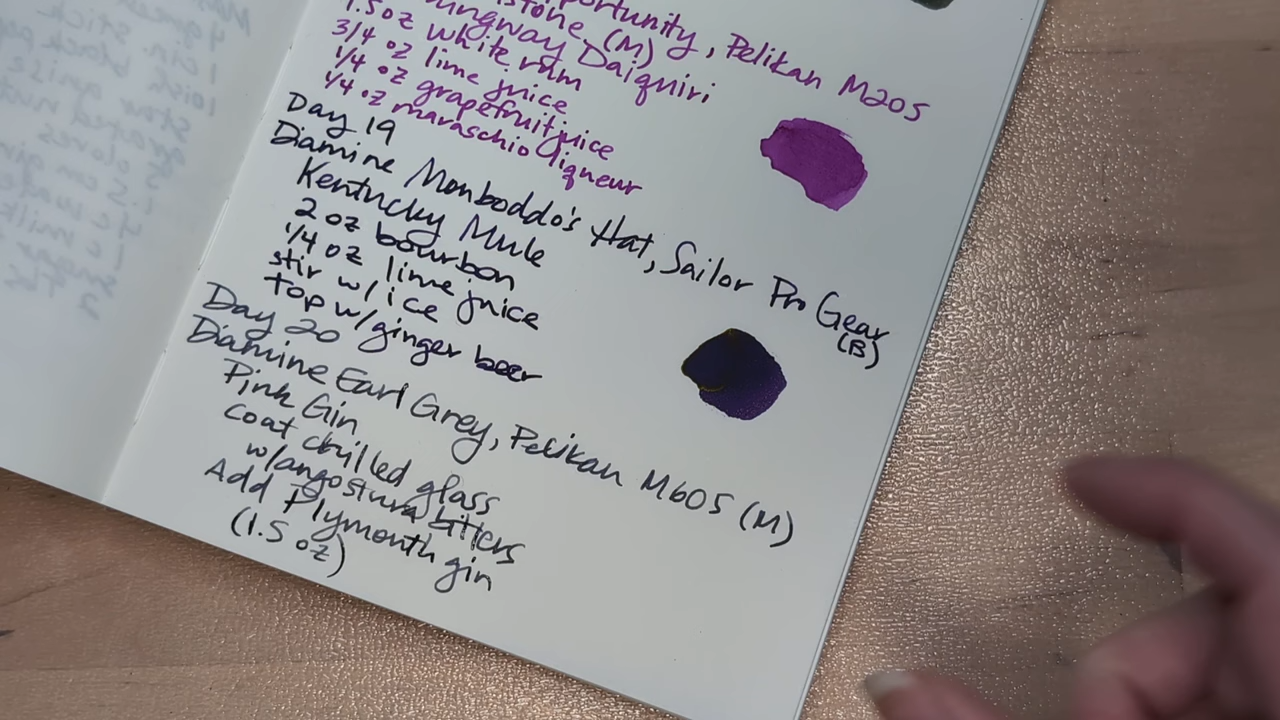 portunity, Pelikan M205
stone (M)
ungway Daiquiri
1.5 oz white rum
3/4 oz lime juice
1/4 oz grapefruit juice
1/4 oz maraschio liqueur
Day 19
Diamine Monboddo's Hat, Sailor Pro Gear
(B)
Kentucky Mule
2 oz bourbon
1/4 oz lime juice
stir w/ice
top w/ginger beer
Day 20
Diamine Earl Grey, Pelikan M605 (M)
Pink Gin
coat chilled glass
w/angostura bitters
Add Plymouth gin
(1.5 oz)